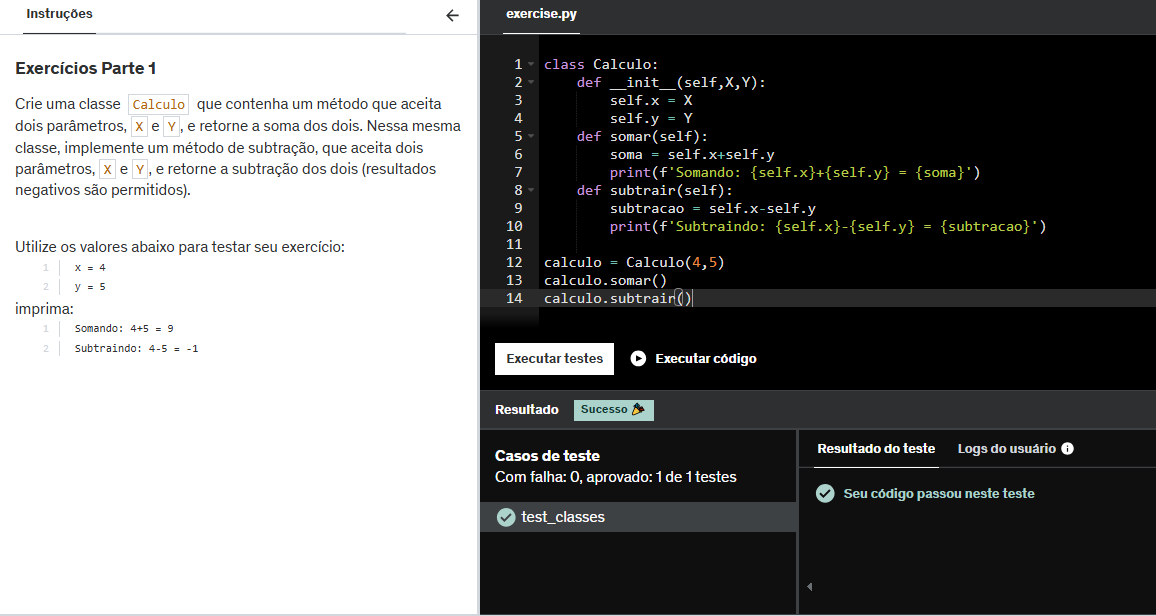 Instruções
Exercícios Parte 1
Crie uma classe Calculo que contenha um método que aceita
dois parâmetros, X e Y, e retorne a soma dos dois. Nessa mesma
classe, implemente um método de subtração, que aceita dois
parâmetros, X e Y, e retorne a subtração dos dois (resultados
negativos são permitidos).
Utilize os valores abaixo para testar seu exercício:
1 x = 4
2 y = 5
imprima:
1 Somando: 4+5 = 9
2 Subtraindo: 4-5 = -1
exercise.py
1 class Calculo:
2     def __init__(self,X,Y):
3         self.x = X
4         self.y = Y
5     def somar(self):
6         soma = self.x+self.y
7         print(f'Somando: {self.x}+{self.y} = {soma}')
8     def subtrair(self):
9         subtracao = self.x-self.y
10         print(f'Subtraindo: {self.x}-{self.y} = {subtracao}')
11
12 calculo = Calculo(4,5)
13 calculo.somar()
14 calculo.subtrair()
Executar testes Executar código
Resultado Sucesso
Casos de teste
Com falha: 0, aprovado: 1 de 1 testes
test_classes
Resultado do teste Logs do usuário
Seu código passou neste teste